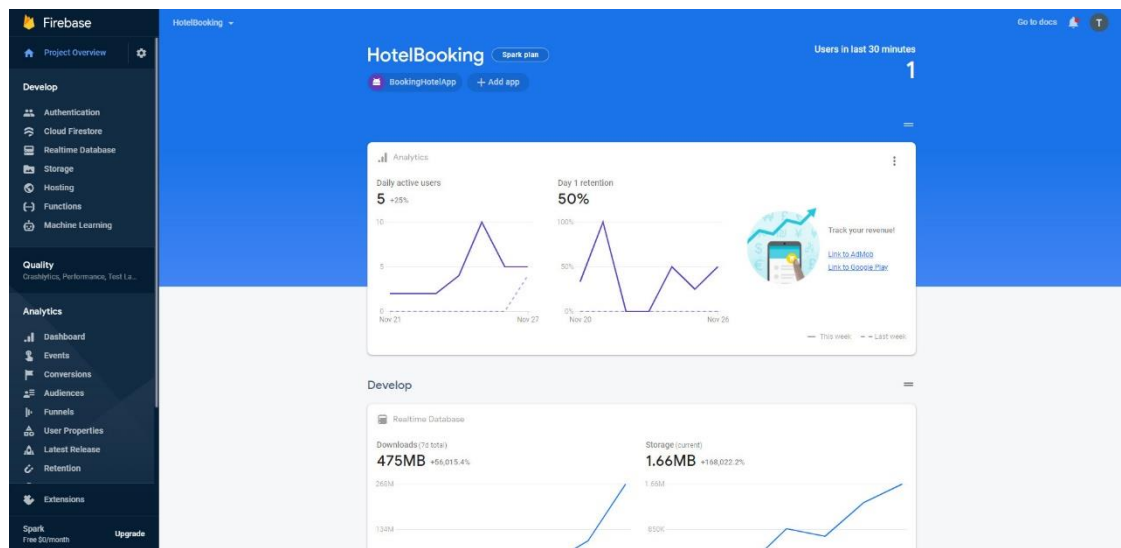 Firebase
HotelBooking
Go to docs
T
Project Overview
Develop
Authentication
Cloud Firestore
Realtime Database
Storage
Hosting
Functions
Machine Learning
Quality
Crashlytics, Performance, Test La...
Analytics
Dashboard
Events
Conversions
Audiences
Funnels
User Properties
Latest Release
Retention
Extensions
Spark
Free $0/month
Upgrade
HotelBooking
Spark plan
BookingHotelApp
+ Add app
Users in last 30 minutes
1
Analytics
Daily active users
5 +25%
10
5
0
Nov 21
Nov 27
Day 1 retention
50%
100%
50%
0%
Nov 20
Nov 26
Track your revenue!
Link to AdMob
Link to Google Play
This week
Last week
Develop
Realtime Database
Downloads (7d total)
475MB +56,015.4%
268M
134M
Storage (current)
1.66MB +168,022.2%
1.66M
850K